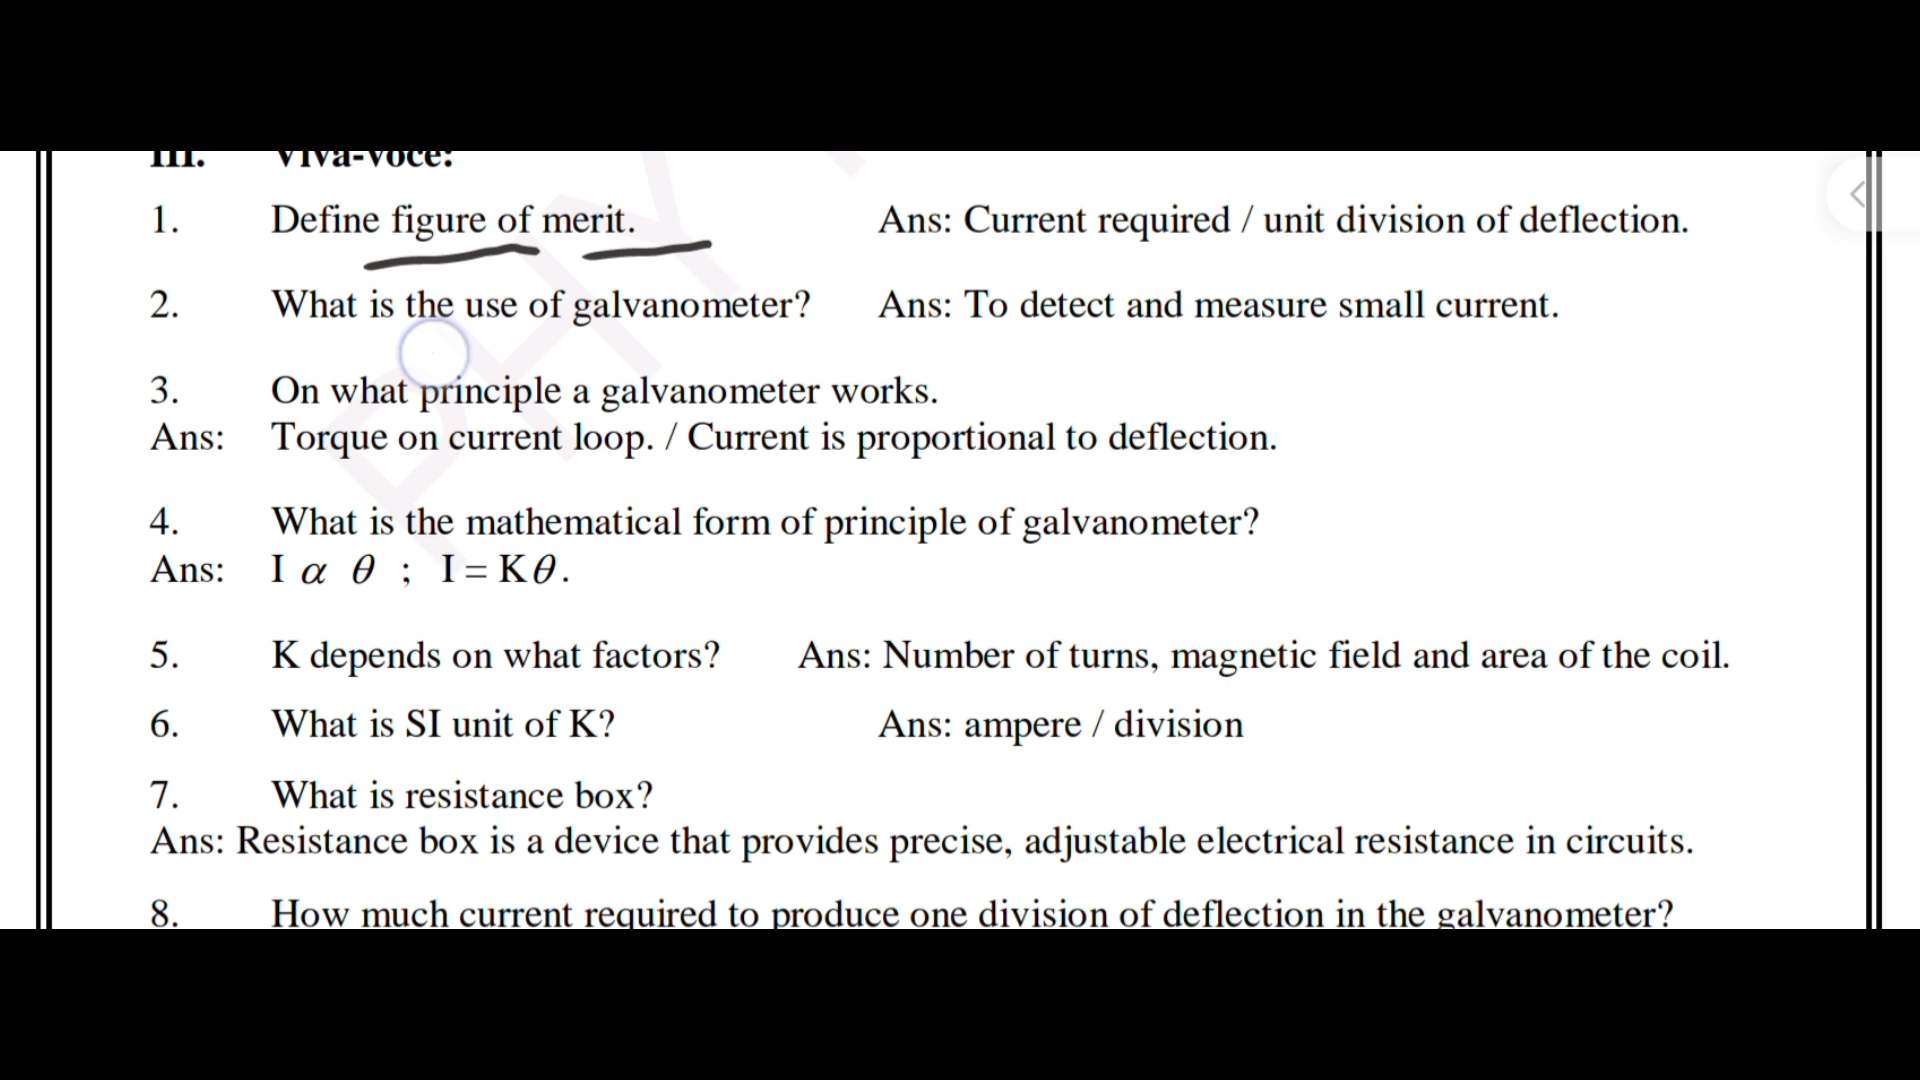 III. Viva-voce:
1. Define figure of merit. Ans: Current required / unit division of deflection.
2. What is the use of galvanometer? Ans: To detect and measure small current.
3. On what principle a galvanometer works.
Ans: Torque on current loop. / Current is proportional to deflection.
4. What is the mathematical form of principle of galvanometer?
Ans: I α θ ; I = Kθ.
5. K depends on what factors? Ans: Number of turns, magnetic field and area of the coil.
6. What is SI unit of K? Ans: ampere / division
7. What is resistance box?
Ans: Resistance box is a device that provides precise, adjustable electrical resistance in circuits.
8. How much current required to produce one division of deflection in the galvanometer?